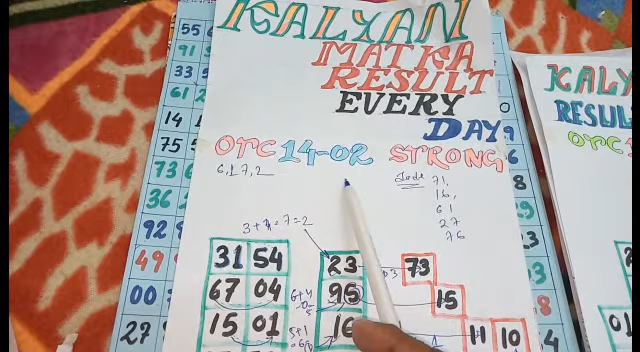 KALYAN
MATKA
RESULT
EVERY
DAY
OTC 14-02 STRONG
6,1 7,2
Jode 71,
16,
61
27
76
3+4=7=2
31 54
67 04
15 01
23
95
16
73
15
11 10
55
91
33
61
14
75
73
36
92
49
00
27
KALY
RESUL
OTC